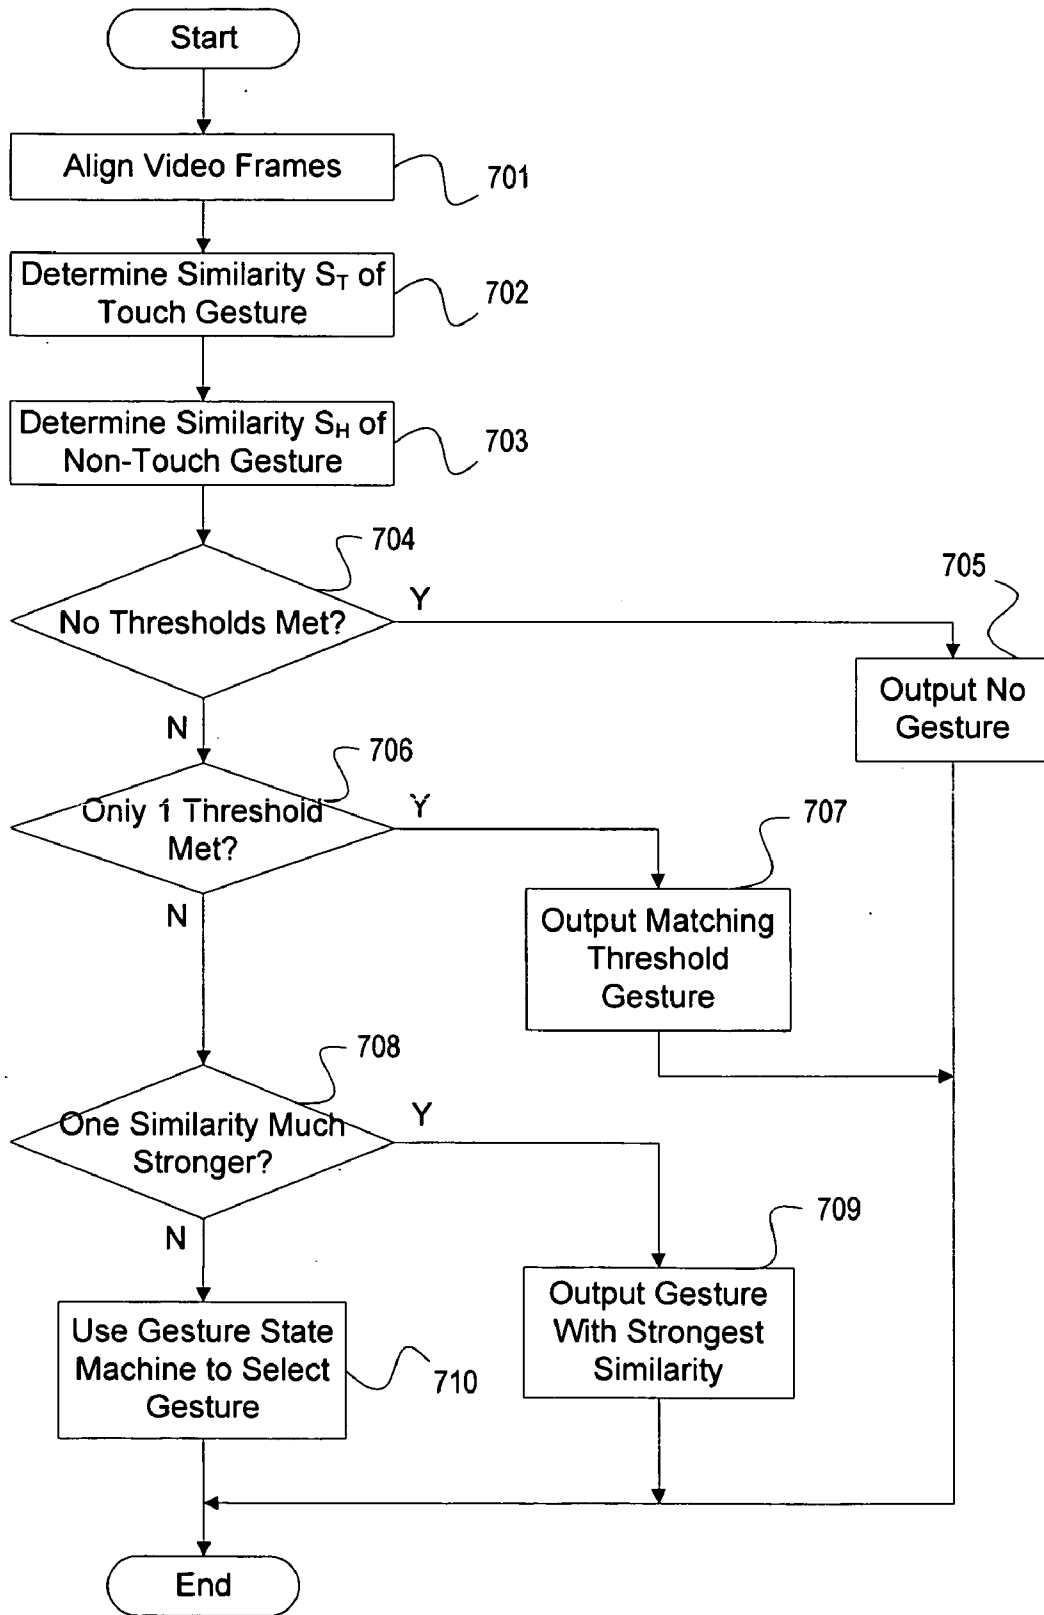 Start
Align Video Frames
701
Determine Similarity S_T of
Touch Gesture
702
Determine Similarity S_H of
Non-Touch Gesture
703
704
No Thresholds Met?
Y
705
Output No
Gesture
N
706
Only 1 Threshold
Met?
Y
707
Output Matching
Threshold
Gesture
N
708
One Similarity Much
Stronger?
Y
709
Output Gesture
With Strongest
Similarity
N
Use Gesture State
Machine to Select
Gesture
710
End